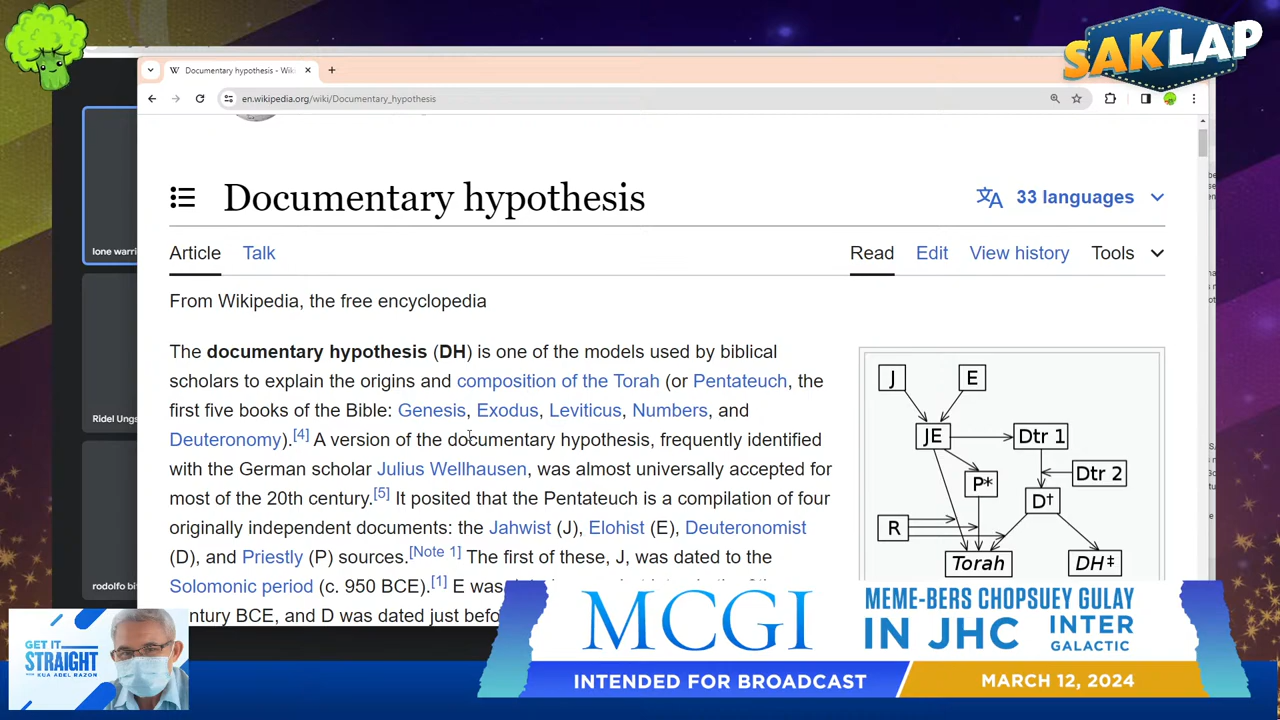 SAKLAP
Documentary hypothesis - Wiki
en.wikipedia.org/wiki/Documentary_hypothesis
lone warri
Ridel Ungs
rodolfo bi
Documentary hypothesis
33 languages
Article Talk Read Edit View history Tools
From Wikipedia, the free encyclopedia
The documentary hypothesis (DH) is one of the models used by biblical
scholars to explain the origins and composition of the Torah (or Pentateuch, the
first five books of the Bible: Genesis, Exodus, Leviticus, Numbers, and
Deuteronomy).[4] A version of the documentary hypothesis, frequently identified
with the German scholar Julius Wellhausen, was almost universally accepted for
most of the 20th century.[5] It posited that the Pentateuch is a compilation of four
originally independent documents: the Jahwist (J), Elohist (E), Deuteronomist
(D), and Priestly (P) sources.[Note 1] The first of these, J, was dated to the
Solomonic period (c. 950 BCE).[1] E was
ntury BCE, and D was dated just befo
J E
JE Dtr 1
P* Dtr 2
D†
R
Torah DH‡
GET IT
STRAIGHT
WITH KUA ADEL RAZON
MCGI
MEME-BERS CHOPSUEY GULAY
IN JHC INTER
GALACTIC
INTENDED FOR BROADCAST
MARCH 12, 2024